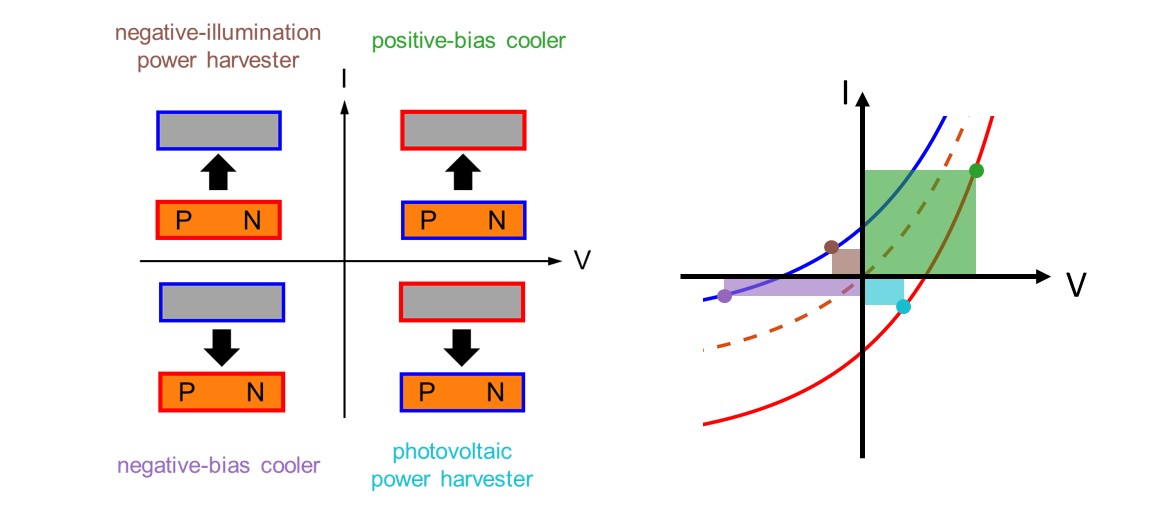 negative-illumination
power harvester
positive-bias cooler
I
P N
P N
V
P N
P N
negative-bias cooler
photovoltaic
power harvester
I
V